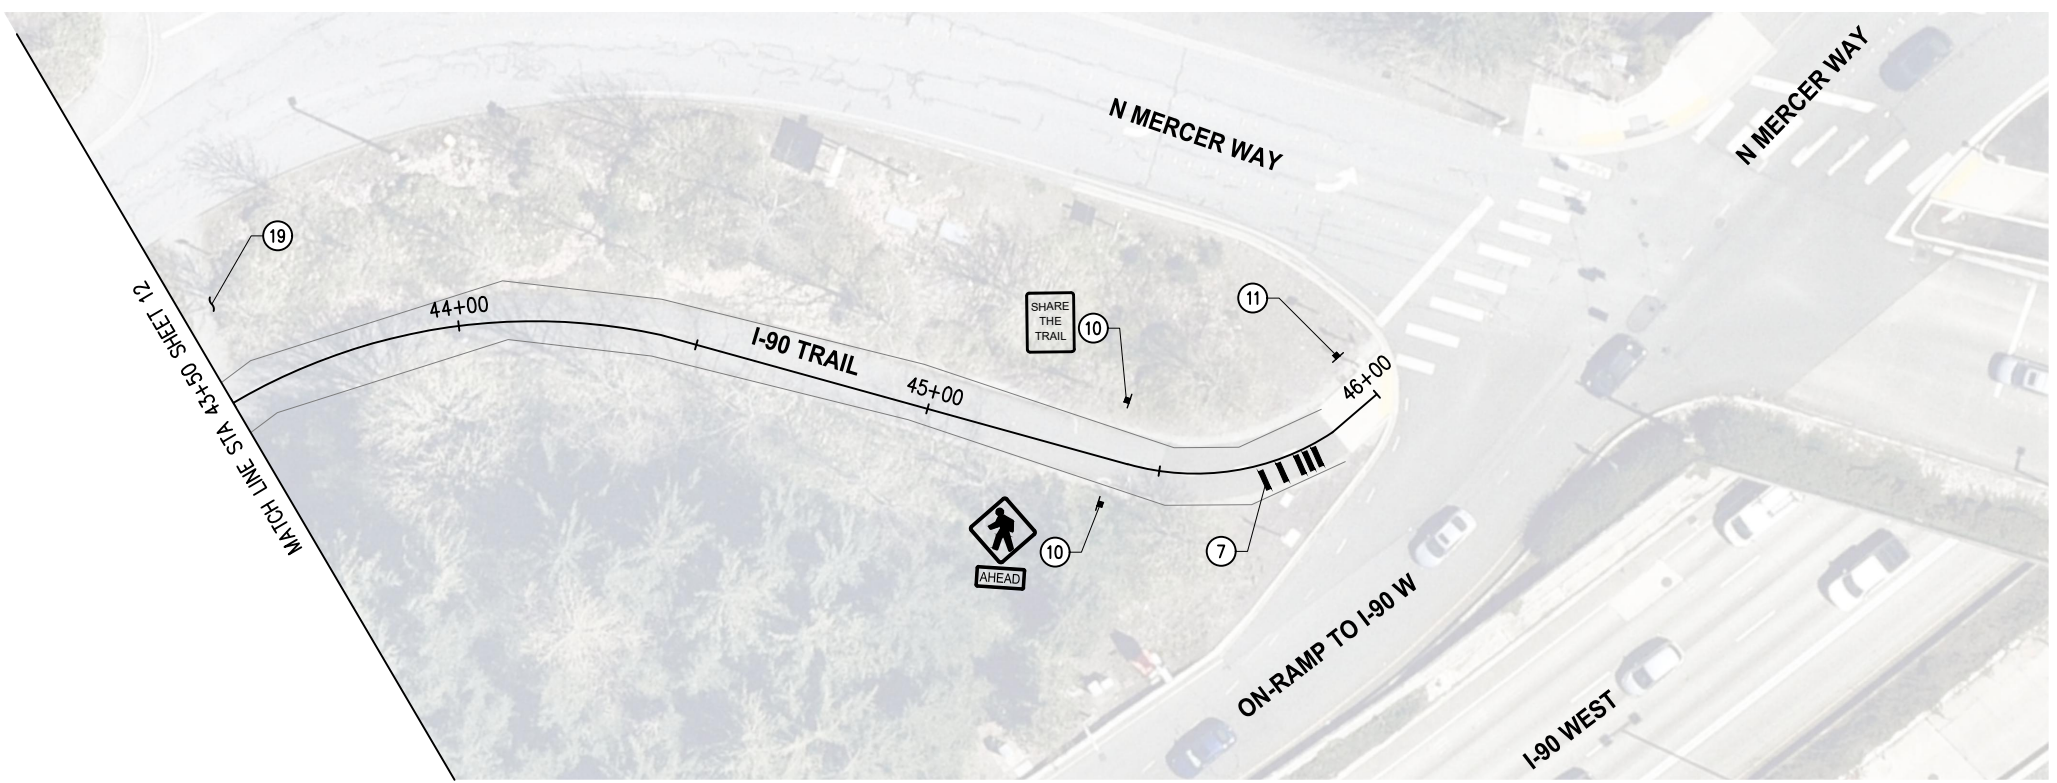 N MERCER WAY
N MERCER WAY
19
MATCH LINE STA 43+50 SHEET 12
44+00
I-90 TRAIL
45+00
SHARE
THE
TRAIL
10
11
46+00
AHEAD
10
7
ON-RAMP TO I-90 W
I-90 WEST